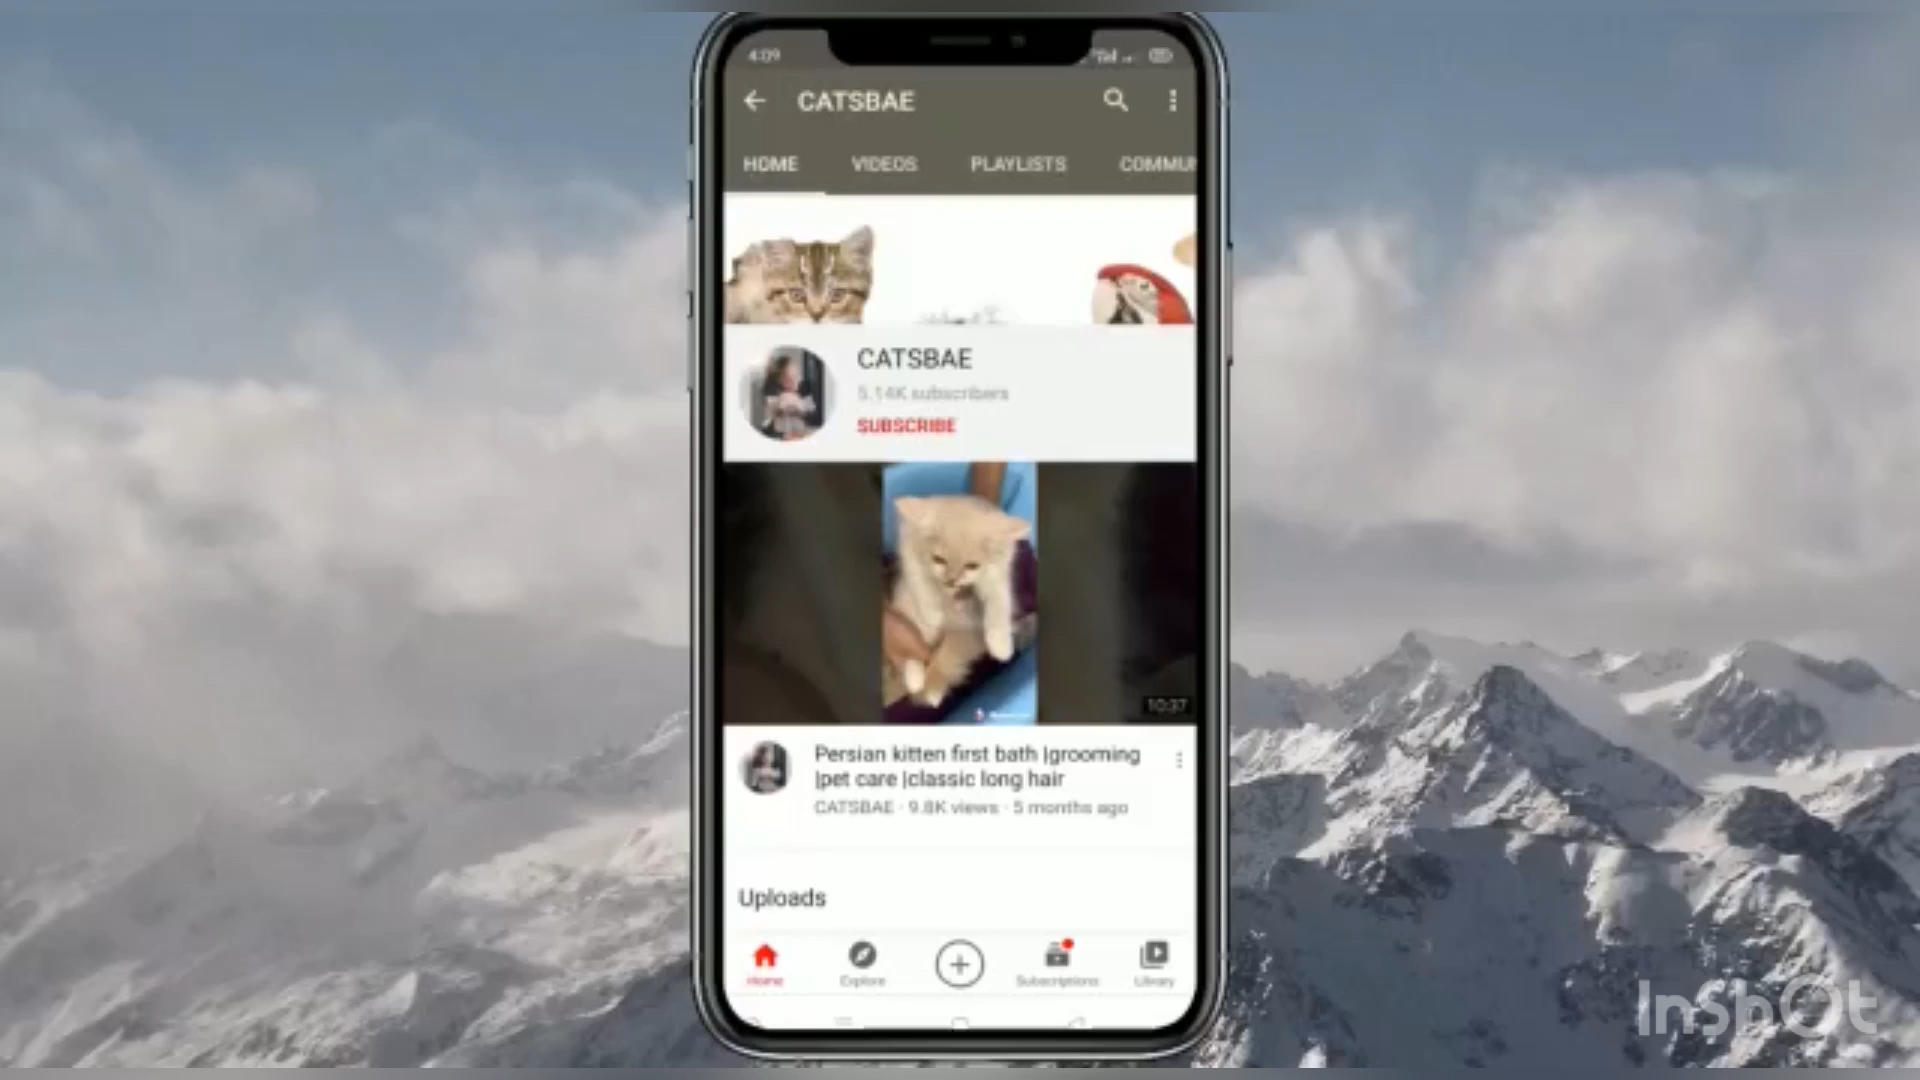 4:09
CATSBAE
HOME VIDEOS PLAYLISTS COMMUN
CATSBAE
5.14K subscribers
SUBSCRIBE
10:37
Persian kitten first bath |grooming
|pet care |classic long hair
CATSBAE · 9.8K views · 5 months ago
Uploads
Home Explore Subscriptions Library
InShOt